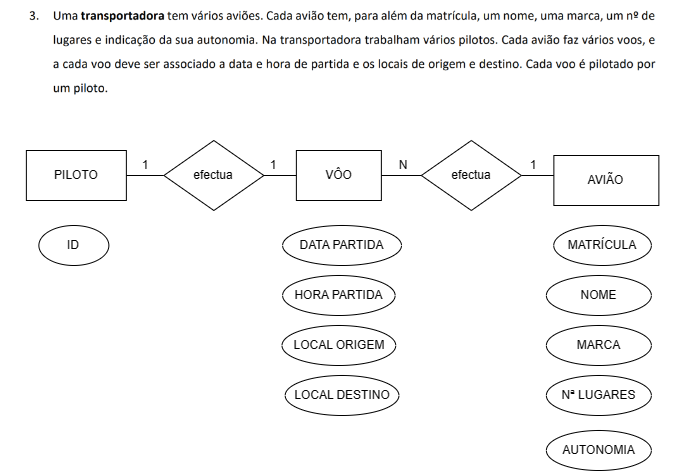 3. Uma transportadora tem vários aviões. Cada avião tem, para além da matrícula, um nome, uma marca, um nº de
lugares e indicação da sua autonomia. Na transportadora trabalham vários pilotos. Cada avião faz vários voos, e
a cada voo deve ser associado a data e hora de partida e os locais de origem e destino. Cada voo é pilotado por
um piloto.
PILOTO 1 efectua 1 VÔO N efectua 1 AVIÃO
ID DATA PARTIDA MATRÍCULA
HORA PARTIDA NOME
LOCAL ORIGEM MARCA
LOCAL DESTINO Nª LUGARES
AUTONOMIA